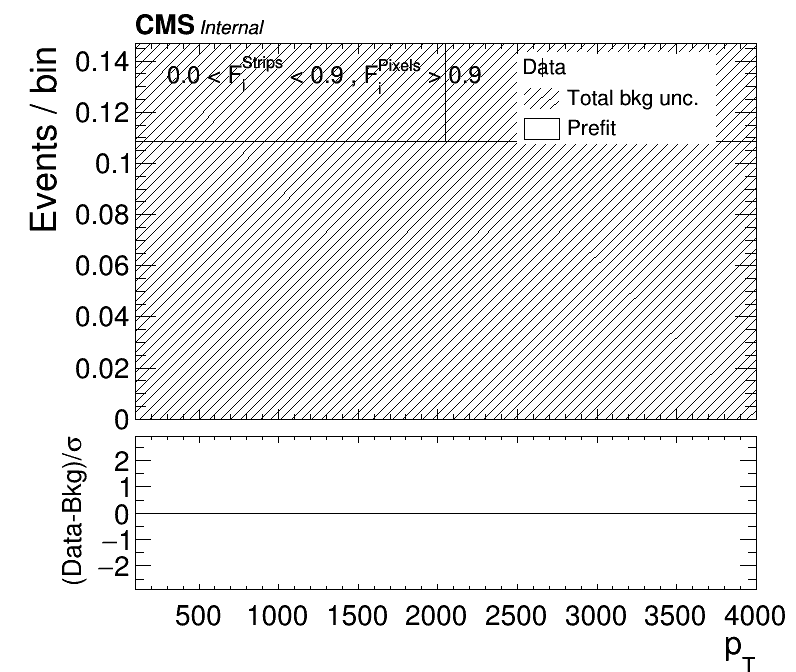 CMS Internal
Events / bin
0.14
0.12
0.1
0.08
0.06
0.04
0.02
0
0.0 < F_i^Strips < 0.9 , F_i^Pixels > 0.9
Data
Total bkg unc.
Prefit
(Data-Bkg)/σ
2
1
0
−1
−2
500 1000 1500 2000 2500 3000 3500 4000
p_T